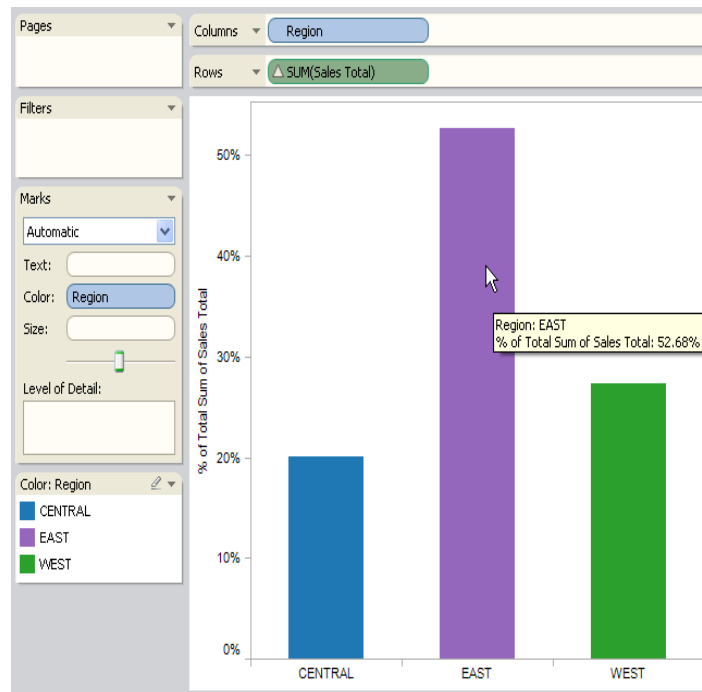 Pages
Columns Region
Rows SUM(Sales Total)
Filters
Marks
Automatic
Text:
Color: Region
Size:
Level of Detail:
Color: Region
CENTRAL
EAST
WEST
% of Total Sum of Sales Total
50%
40%
30%
20%
10%
0%
Region: EAST
% of Total Sum of Sales Total: 52.68%
CENTRAL EAST WEST